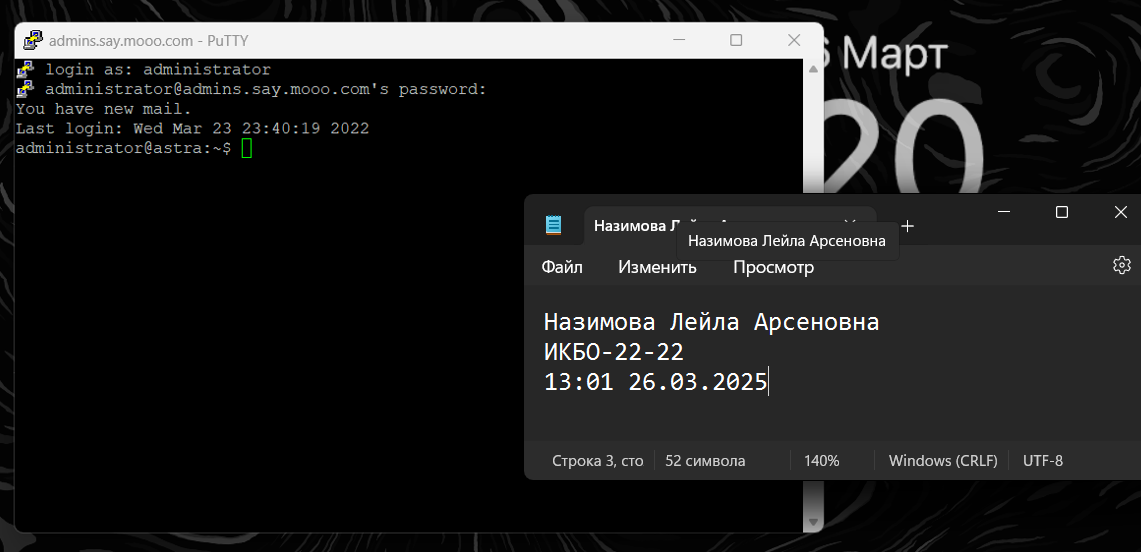 admins.say.mooo.com - PuTTY
login as: administrator
administrator@admins.say.mooo.com's password:
You have new mail.
Last login: Wed Mar 23 23:40:19 2022
administrator@astra:~$
6 Март
20
Назимова Л
Назимова Лейла Арсеновна
Файл Изменить Просмотр
Назимова Лейла Арсеновна
ИКБО-22-22
13:01 26.03.2025
Строка 3, сто 52 символа 140% Windows (CRLF) UTF-8